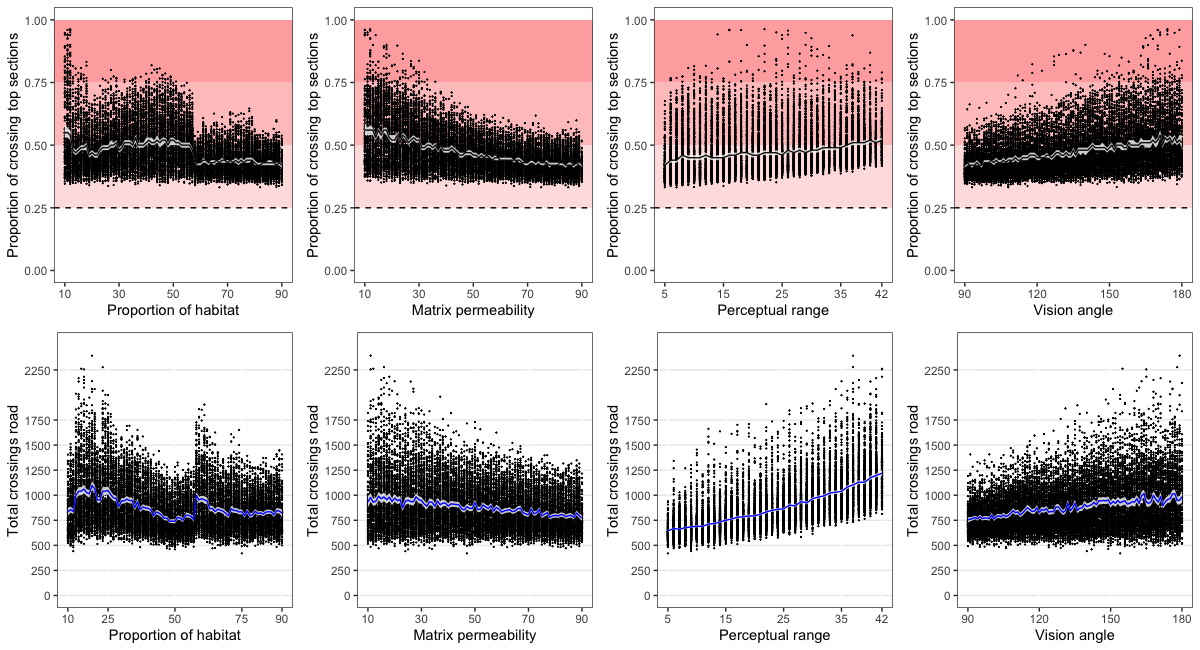 Proportion of crossing top sections
1.00
0.75
0.50
0.25
0.00
10 30 50 70 90
Proportion of habitat
Proportion of crossing top sections
1.00
0.75
0.50
0.25
0.00
10 30 50 70 90
Matrix permeability
Proportion of crossing top sections
1.00
0.75
0.50
0.25
0.00
5 15 25 35 42
Perceptual range
Proportion of crossing top sections
1.00
0.75
0.50
0.25
0.00
90 120 150 180
Vision angle
Total crossings road
2250
1750
1500
1250
1000
750
500
250
0
10 25 50 75 90
Proportion of habitat
Total crossings road
2250
1750
1500
1250
1000
750
500
250
0
10 30 50 70 90
Matrix permeability
Total crossings road
2250
1750
1500
1250
1000
750
500
250
0
5 15 25 35 42
Perceptual range
Total crossings road
2250
1750
1500
1250
1000
750
500
250
0
90 120 150 180
Vision angle